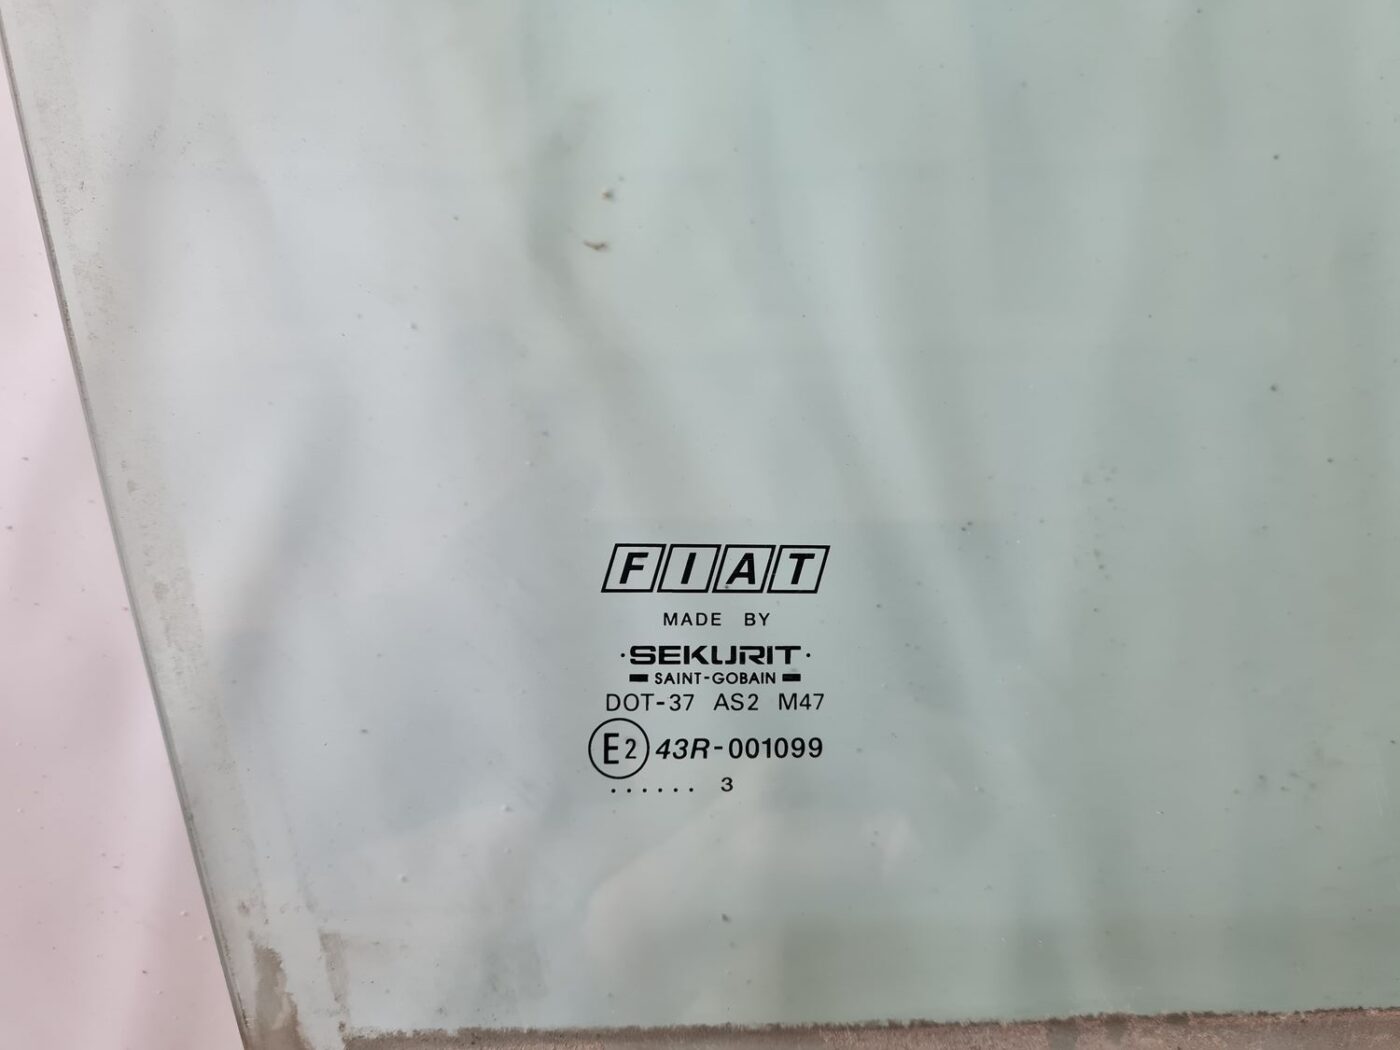 FIAT
MADE BY
·SEKURIT·
SAINT-GOBAIN
DOT-37 AS2 M47
E2 43R-001099
...... 3